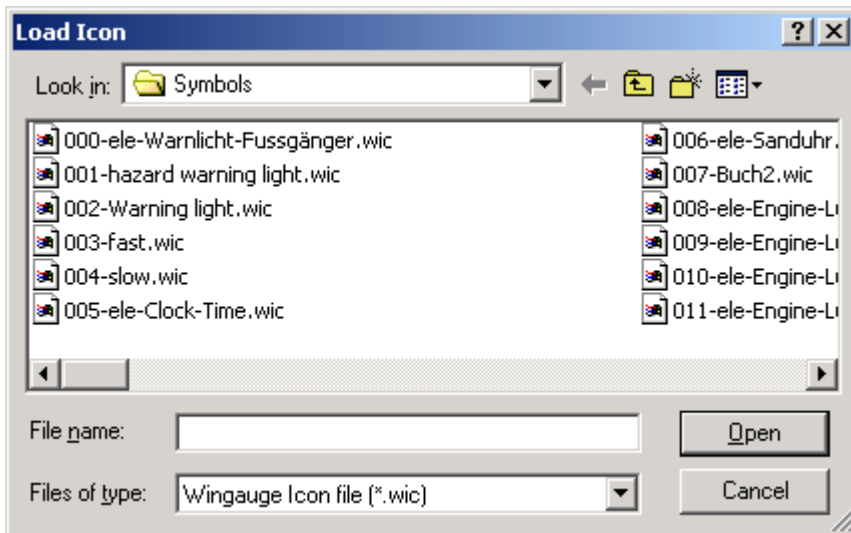 Load Icon
Look in: Symbols
000-ele-Warnlicht-Fussgänger.wic
001-hazard warning light.wic
002-Warning light.wic
003-fast.wic
004-slow.wic
005-ele-Clock-Time.wic
006-ele-Sanduhr.
007-Buch2.wic
008-ele-Engine-
009-ele-Engine-
010-ele-Engine-
011-ele-Engine-
File name:
Open
Files of type: Wingauge Icon file (*.wic)
Cancel